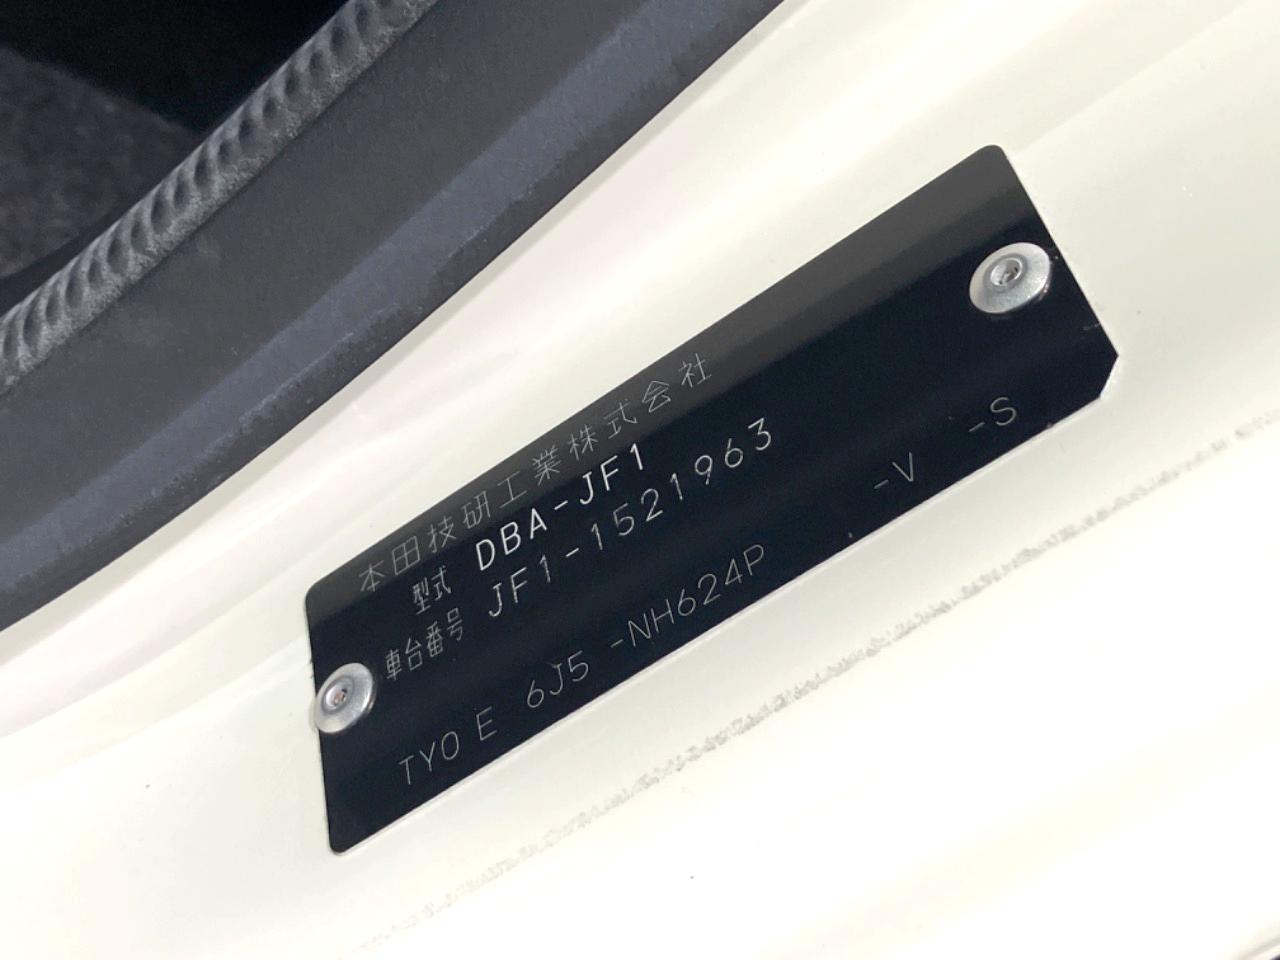 本田技研工業株式会社
型式 DBA-JF1
車台番号 JF1-1521963
TYO E 6J5 -NH624P -V -S